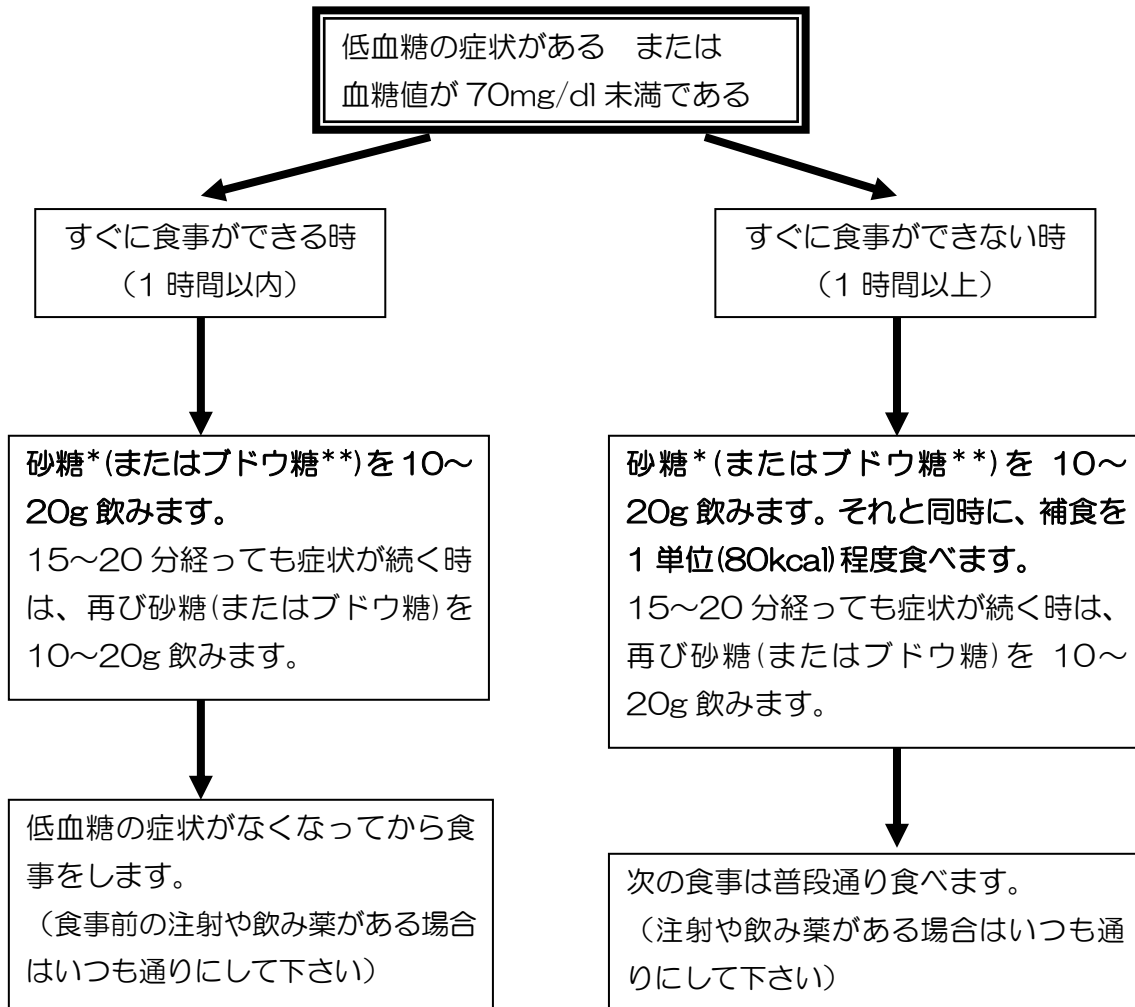 低血糖の症状がある　または
血糖値が 70mg/dl 未満である
すぐに食事ができる時
（1 時間以内）
砂糖*(またはブドウ糖**)を 10～
20g 飲みます。
15～20 分経っても症状が続く時
は、再び砂糖(またはブドウ糖)を
10～20g 飲みます。
低血糖の症状がなくなってから食
事をします。
（食事前の注射や飲み薬がある場合
はいつも通りにして下さい）
すぐに食事ができない時
（1 時間以上）
砂糖*(またはブドウ糖**)を 10～
20g 飲みます。それと同時に、補食を
1 単位(80kcal)程度食べます。
15～20 分経っても症状が続く時は、
再び砂糖(またはブドウ糖)を 10～
20g 飲みます。
次の食事は普段通り食べます。
（注射や飲み薬がある場合はいつも通
りにして下さい）